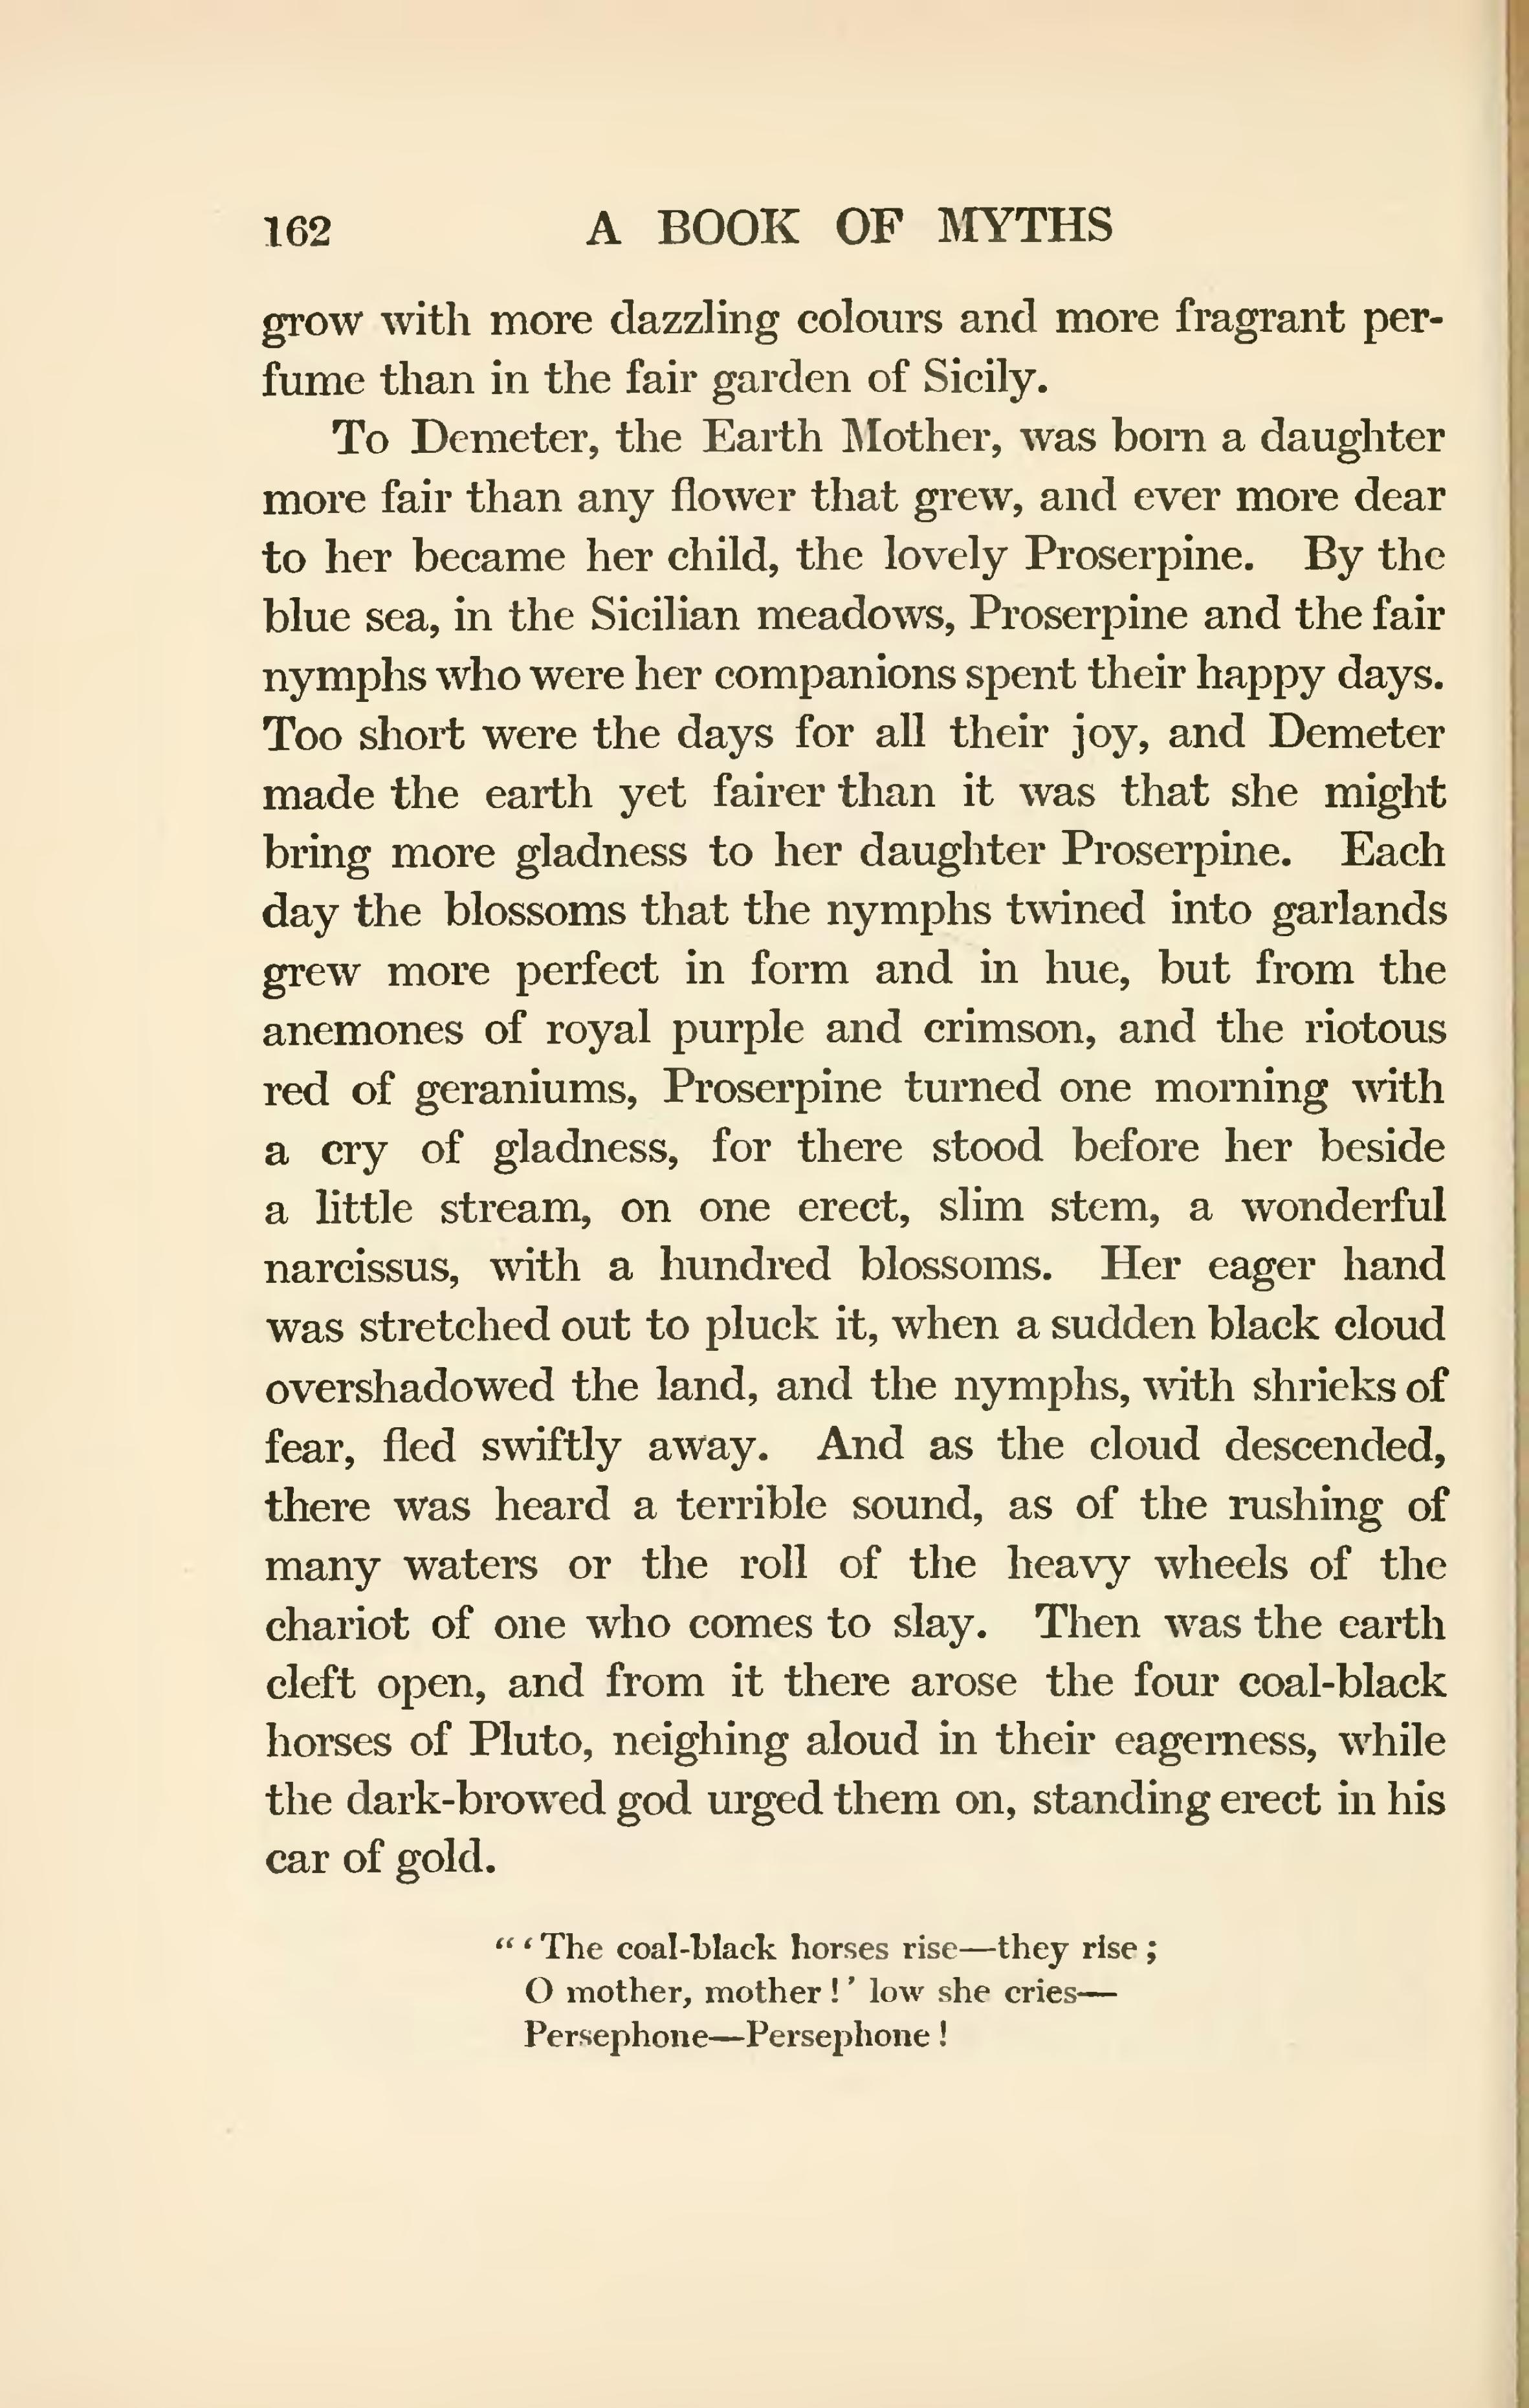 162 A BOOK OF MYTHS
grow with more dazzling colours and more fragrant per-
fume than in the fair garden of Sicily.
To Demeter, the Earth Mother, was born a daughter
more fair than any flower that grew, and ever more dear
to her became her child, the lovely Proserpine. By the
blue sea, in the Sicilian meadows, Proserpine and the fair
nymphs who were her companions spent their happy days.
Too short were the days for all their joy, and Demeter
made the earth yet fairer than it was that she might
bring more gladness to her daughter Proserpine. Each
day the blossoms that the nymphs twined into garlands
grew more perfect in form and in hue, but from the
anemones of royal purple and crimson, and the riotous
red of geraniums, Proserpine turned one morning with
a cry of gladness, for there stood before her beside
a little stream, on one erect, slim stem, a wonderful
narcissus, with a hundred blossoms. Her eager hand
was stretched out to pluck it, when a sudden black cloud
overshadowed the land, and the nymphs, with shrieks of
fear, fled swiftly away. And as the cloud descended,
there was heard a terrible sound, as of the rushing of
many waters or the roll of the heavy wheels of the
chariot of one who comes to slay. Then was the earth
cleft open, and from it there arose the four coal-black
horses of Pluto, neighing aloud in their eagerness, while
the dark-browed god urged them on, standing erect in his
car of gold.
“ ‘ The coal-black horses rise—they rise ;
O mother, mother ! ’ low she cries—
Persephone—Persephone !